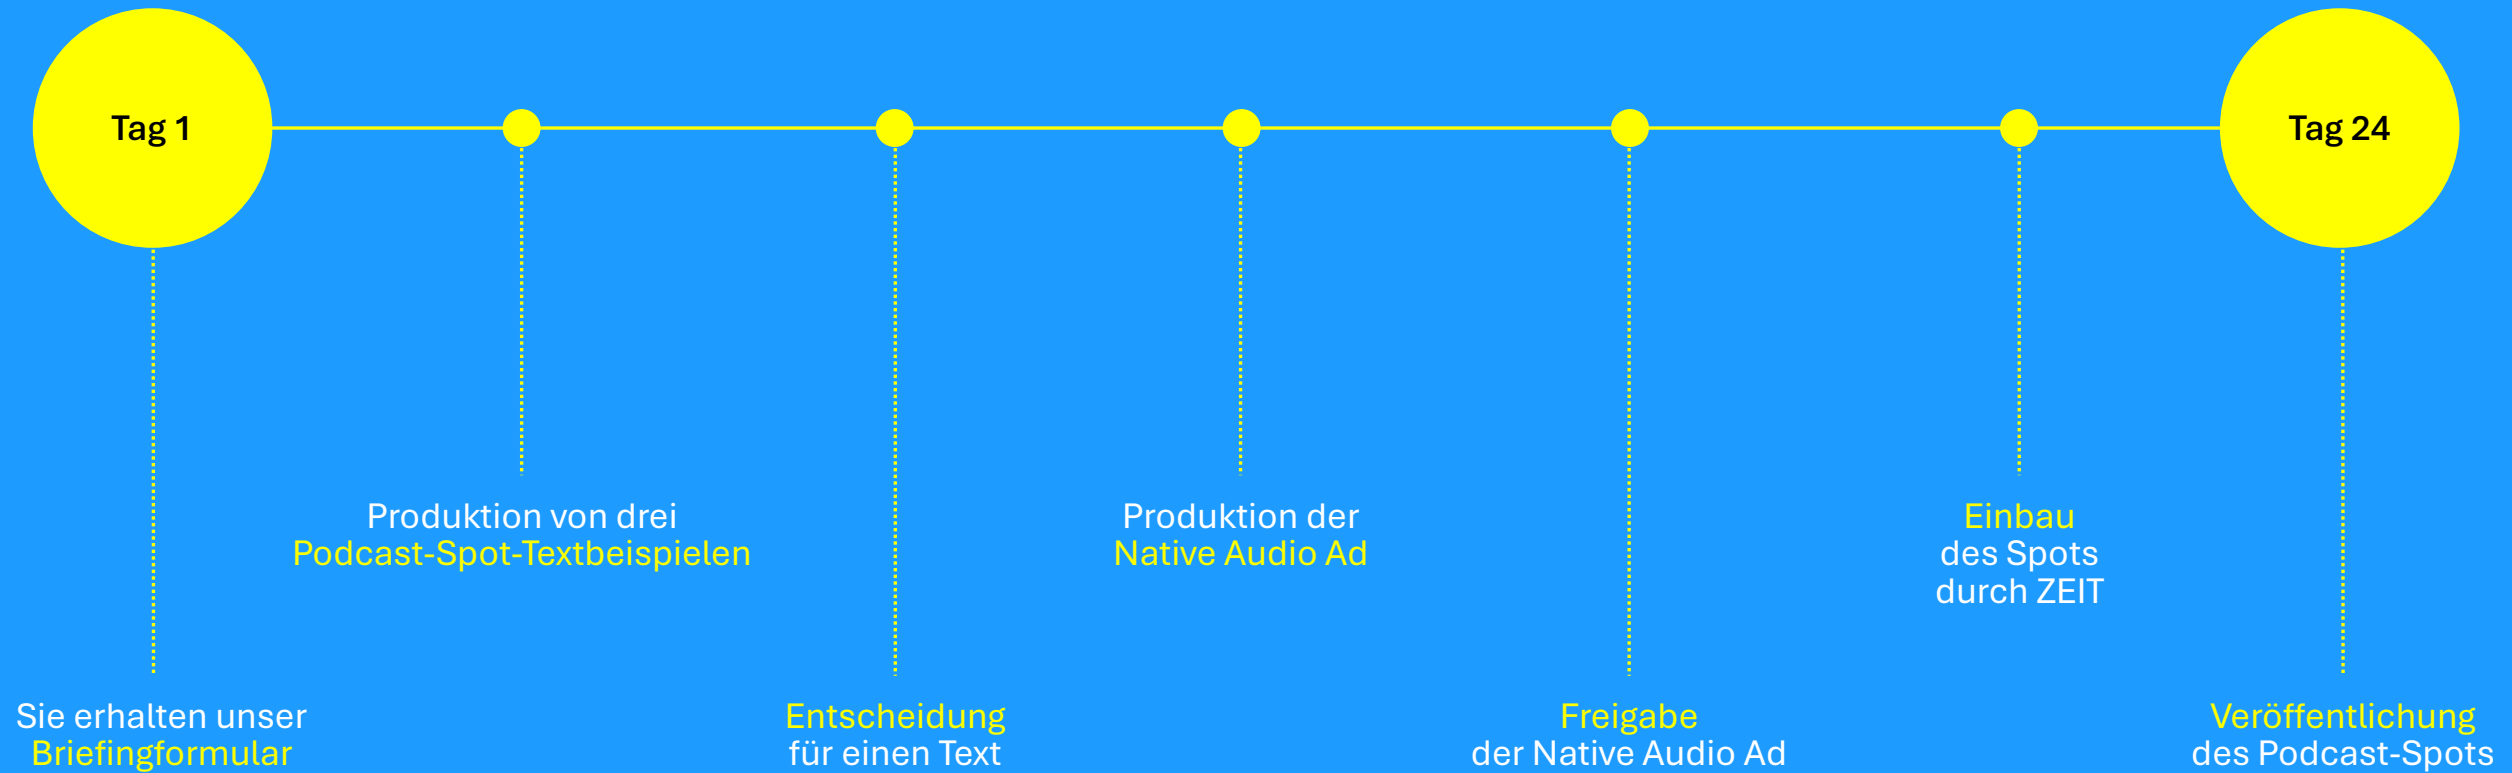 Tag 1
Tag 24
Sie erhalten unser
Briefingformular
Produktion von drei
Podcast-Spot-Textbeispielen
Entscheidung
für einen Text
Produktion der
Native Audio Ad
Freigabe
der Native Audio Ad
Einbau
des Spots
durch ZEIT
Veröffentlichung
des Podcast-Spots